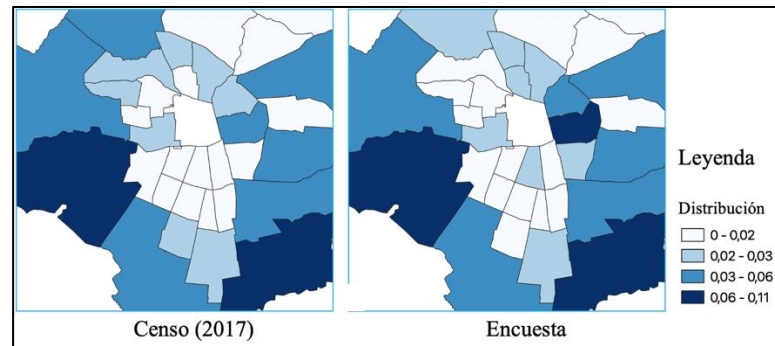 Leyenda
Distribución
0 - 0,02
0,02 - 0,03
0,03 - 0,06
0,06 - 0,11
Censo (2017)
Encuesta